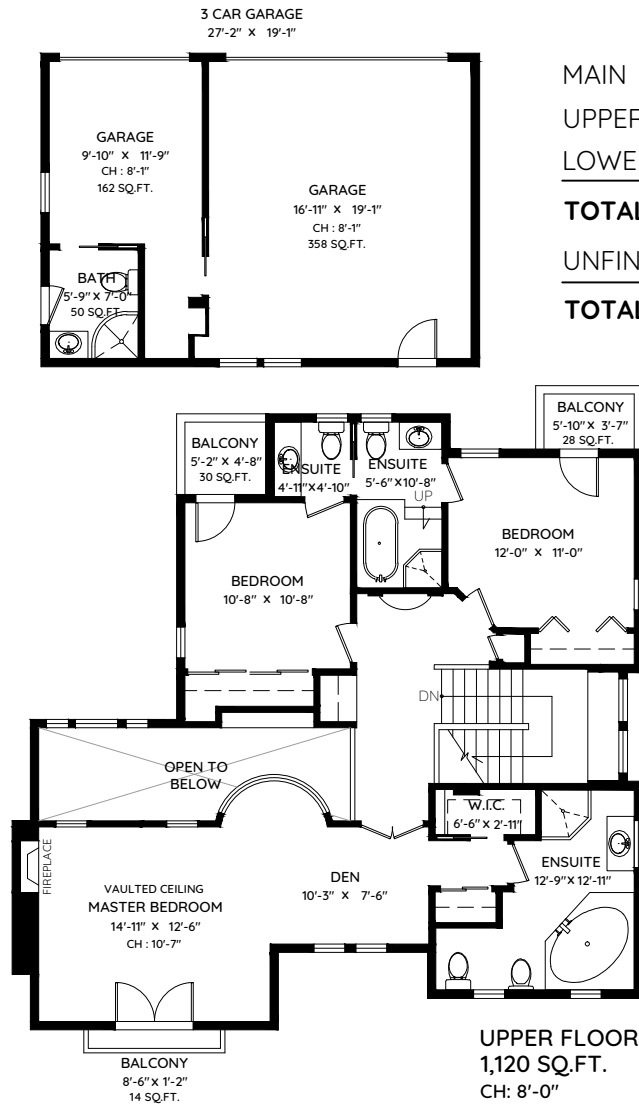 3 CAR GARAGE
27'-2" X 19'-1"
MAIN
UPPER
LOWE
TOTAL
UNFIN
TOTAL
GARAGE
9'-10" X 11'-9"
CH : 8'-1"
162 SQ.FT.
GARAGE
16'-11" X 19'-1"
CH : 8'-1"
358 SQ.FT.
BATH
5'-9" X 7'-0"
50 SQ.FT.
BALCONY
5'-10" X 3'-7"
28 SQ.FT.
BALCONY
5'-2" X 4'-8"
30 SQ.FT.
ENSUITE
4'-11"X4'-10"
ENSUITE
5'-6"X10'-8"
UP
BEDROOM
12'-0" X 11'-0"
BEDROOM
10'-8" X 10'-8"
DN
OPEN TO
BELOW
W.I.C.
6'-6" X 2'-11"
FIREPLACE
VAULTED CEILING
MASTER BEDROOM
14'-11" X 12'-6"
CH : 10'-7"
DEN
10'-3" X 7'-6"
ENSUITE
12'-9"X 12'-11"
BALCONY
8'-6"X 1'-2"
14 SQ.FT.
UPPER FLOOR
1,120 SQ.FT.
CH: 8'-0"